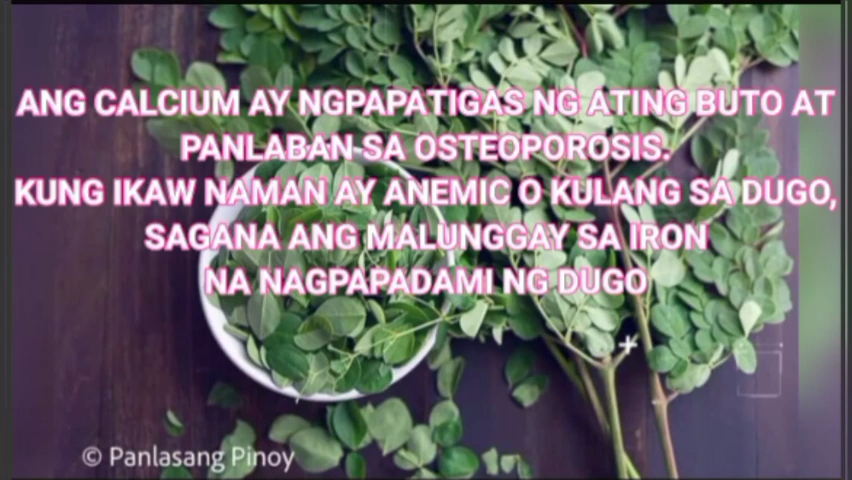 ANG CALCIUM AY NGPAPATIGAS NG ATING BUTO AT
PANLABAN SA OSTEOPOROSIS.
KUNG IKAW NAMAN AY ANEMIC O KULANG SA DUGO,
SAGANA ANG MALUNGGAY SA IRON
NA NAGPAPADAMI NG DUGO
© Panlasang Pinoy